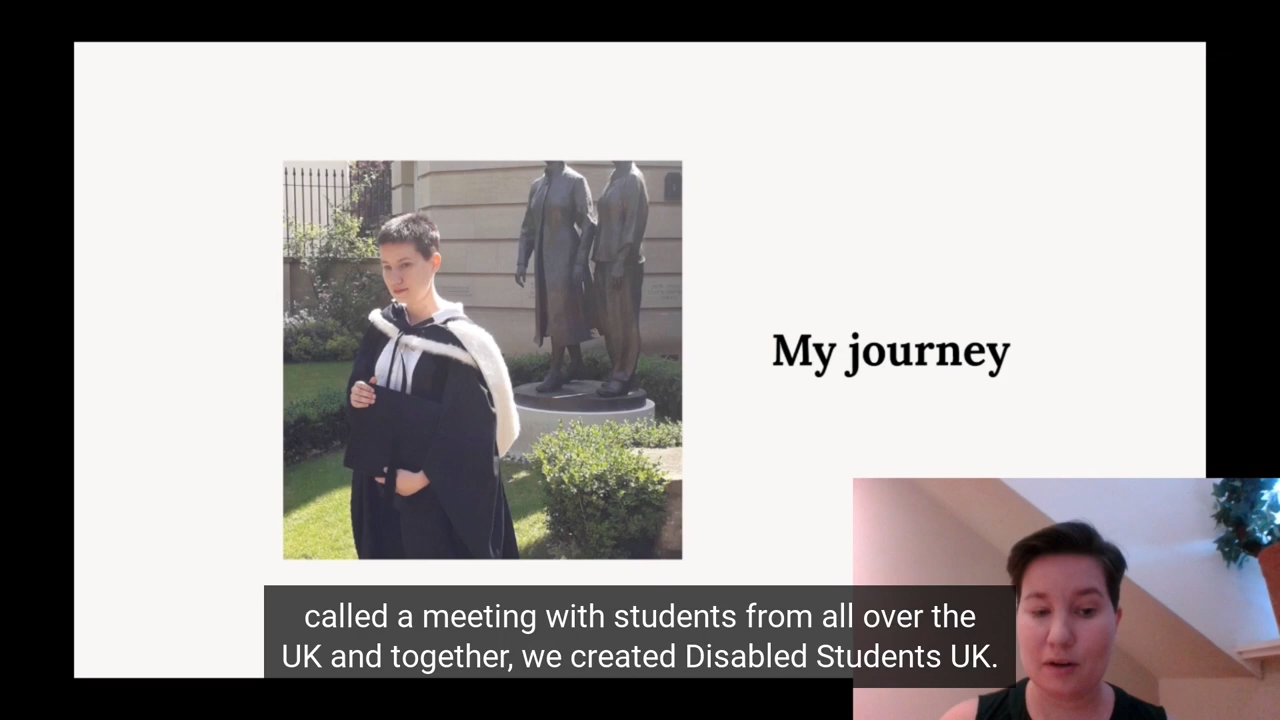 My journey
called a meeting with students from all over the
UK and together, we created Disabled Students UK.